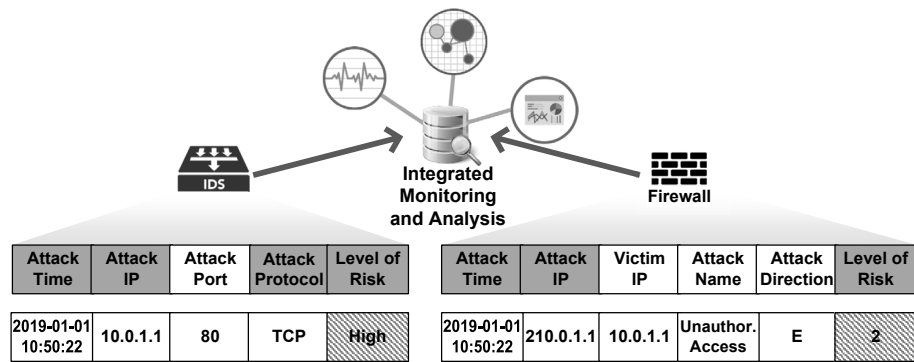 IDS
Integrated
Monitoring
and Analysis
Firewall
Attack Time Attack IP Attack Port Attack Protocol Level of Risk
2019-01-01 10:50:22 10.0.1.1 80 TCP High
Attack Time Attack IP Victim IP Attack Name Attack Direction Level of Risk
2019-01-01 10:50:22 210.0.1.1 10.0.1.1 Unauthor. Access E 2